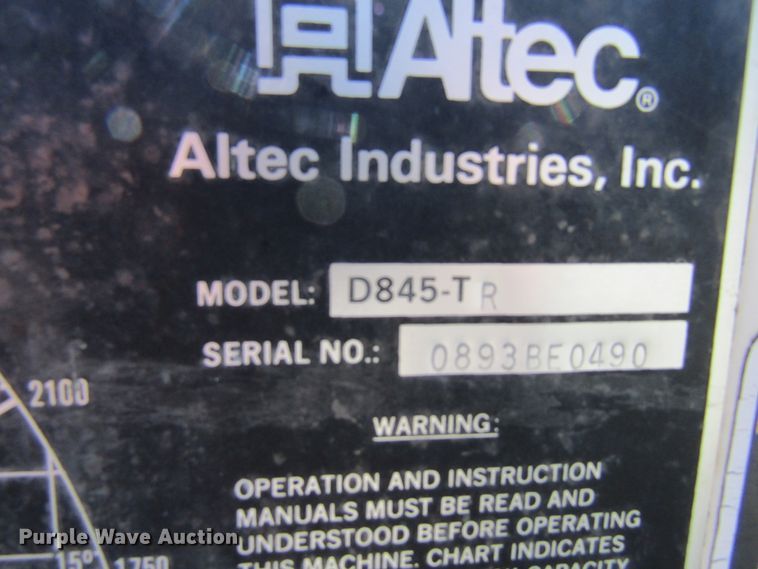 Altec®
Altec Industries, Inc.
MODEL: D845-T R
SERIAL NO.: 0893BE0490
2100
WARNING:
OPERATION AND INSTRUCTION
MANUALS MUST BE READ AND
UNDERSTOOD BEFORE OPERATING
THIS MACHINE. CHART INDICATES
CAPACITY
15°
1750
Purple Wave Auction